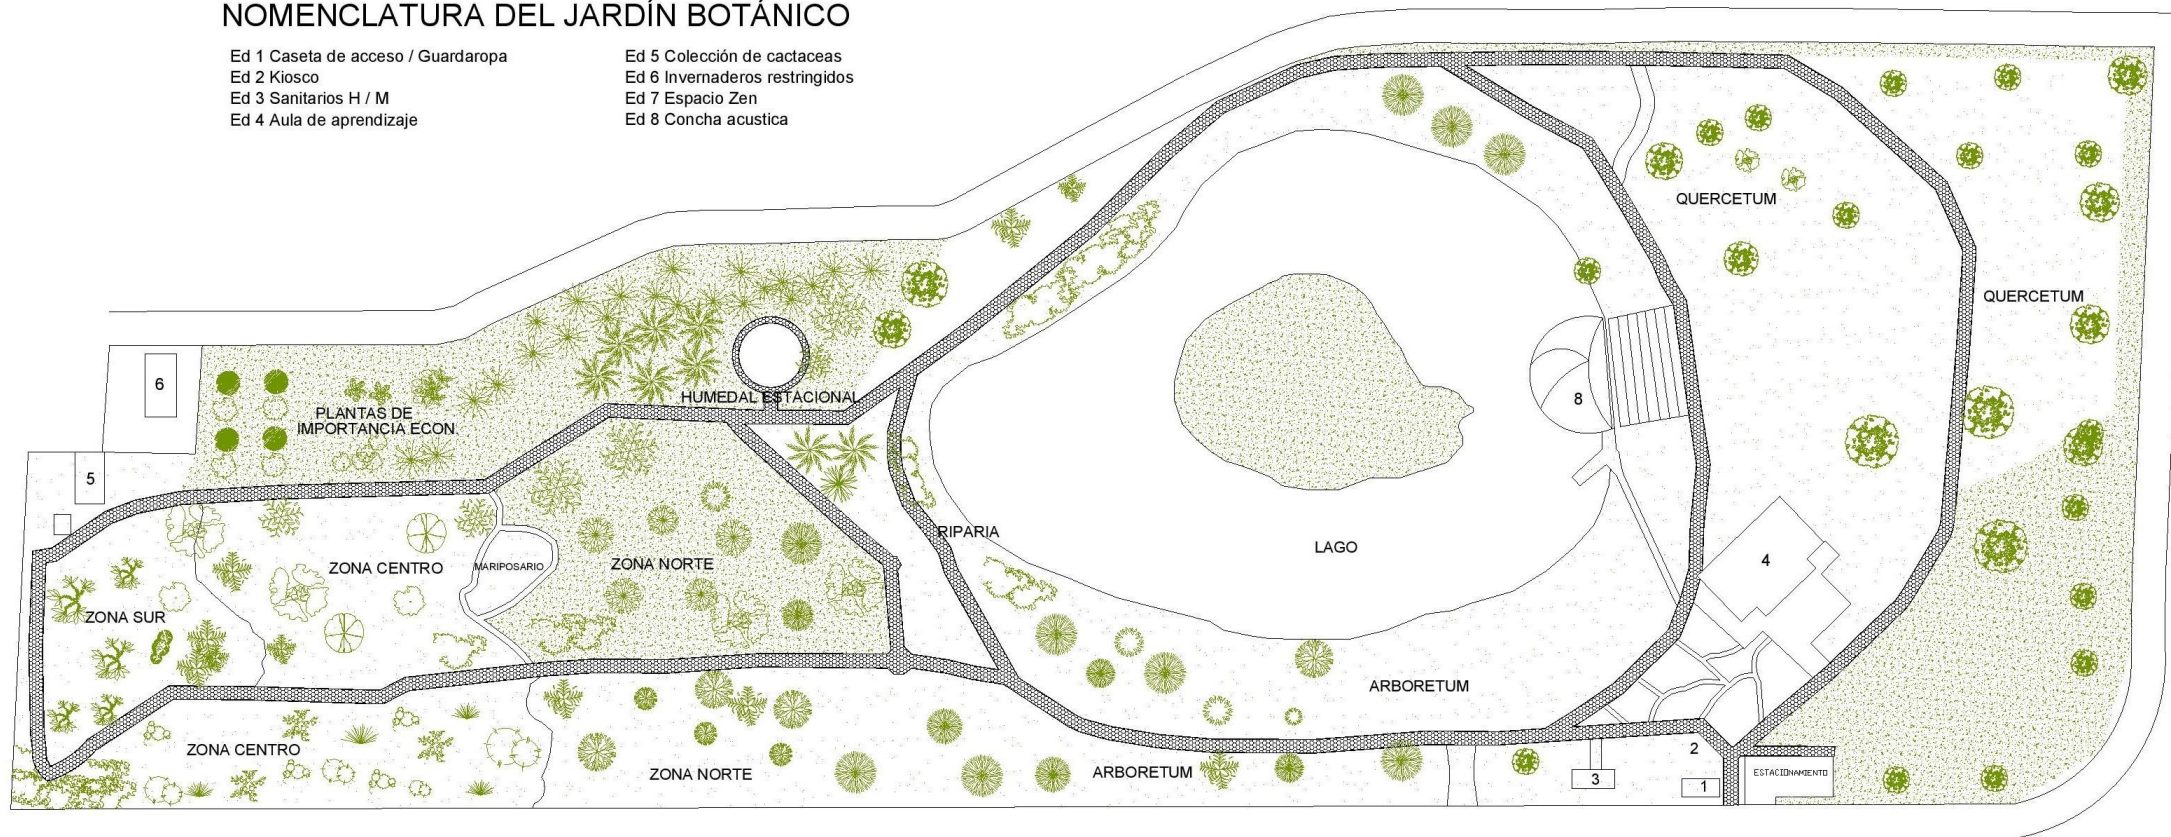 NOMENCLATURA DEL JARDÍN BOTÁNICO
Ed 1 Caseta de acceso / Guardaropa
Ed 2 Kiosco
Ed 3 Sanitarios H / M
Ed 4 Aula de aprendizaje
Ed 5 Colección de cactaceas
Ed 6 Invernaderos restringidos
Ed 7 Espacio Zen
Ed 8 Concha acustica
QUERCETUM
QUERCETUM
6
PLANTAS DE
IMPORTANCIA ECON.
HUMEDAL ESTACIONAL
8
5
RIPARIA
LAGO
ZONA CENTRO
MARIPOSARIO
ZONA NORTE
4
ZONA SUR
ARBORETUM
ZONA CENTRO
ZONA NORTE
ARBORETUM
2
3
1
ESTACIONAMIENTO